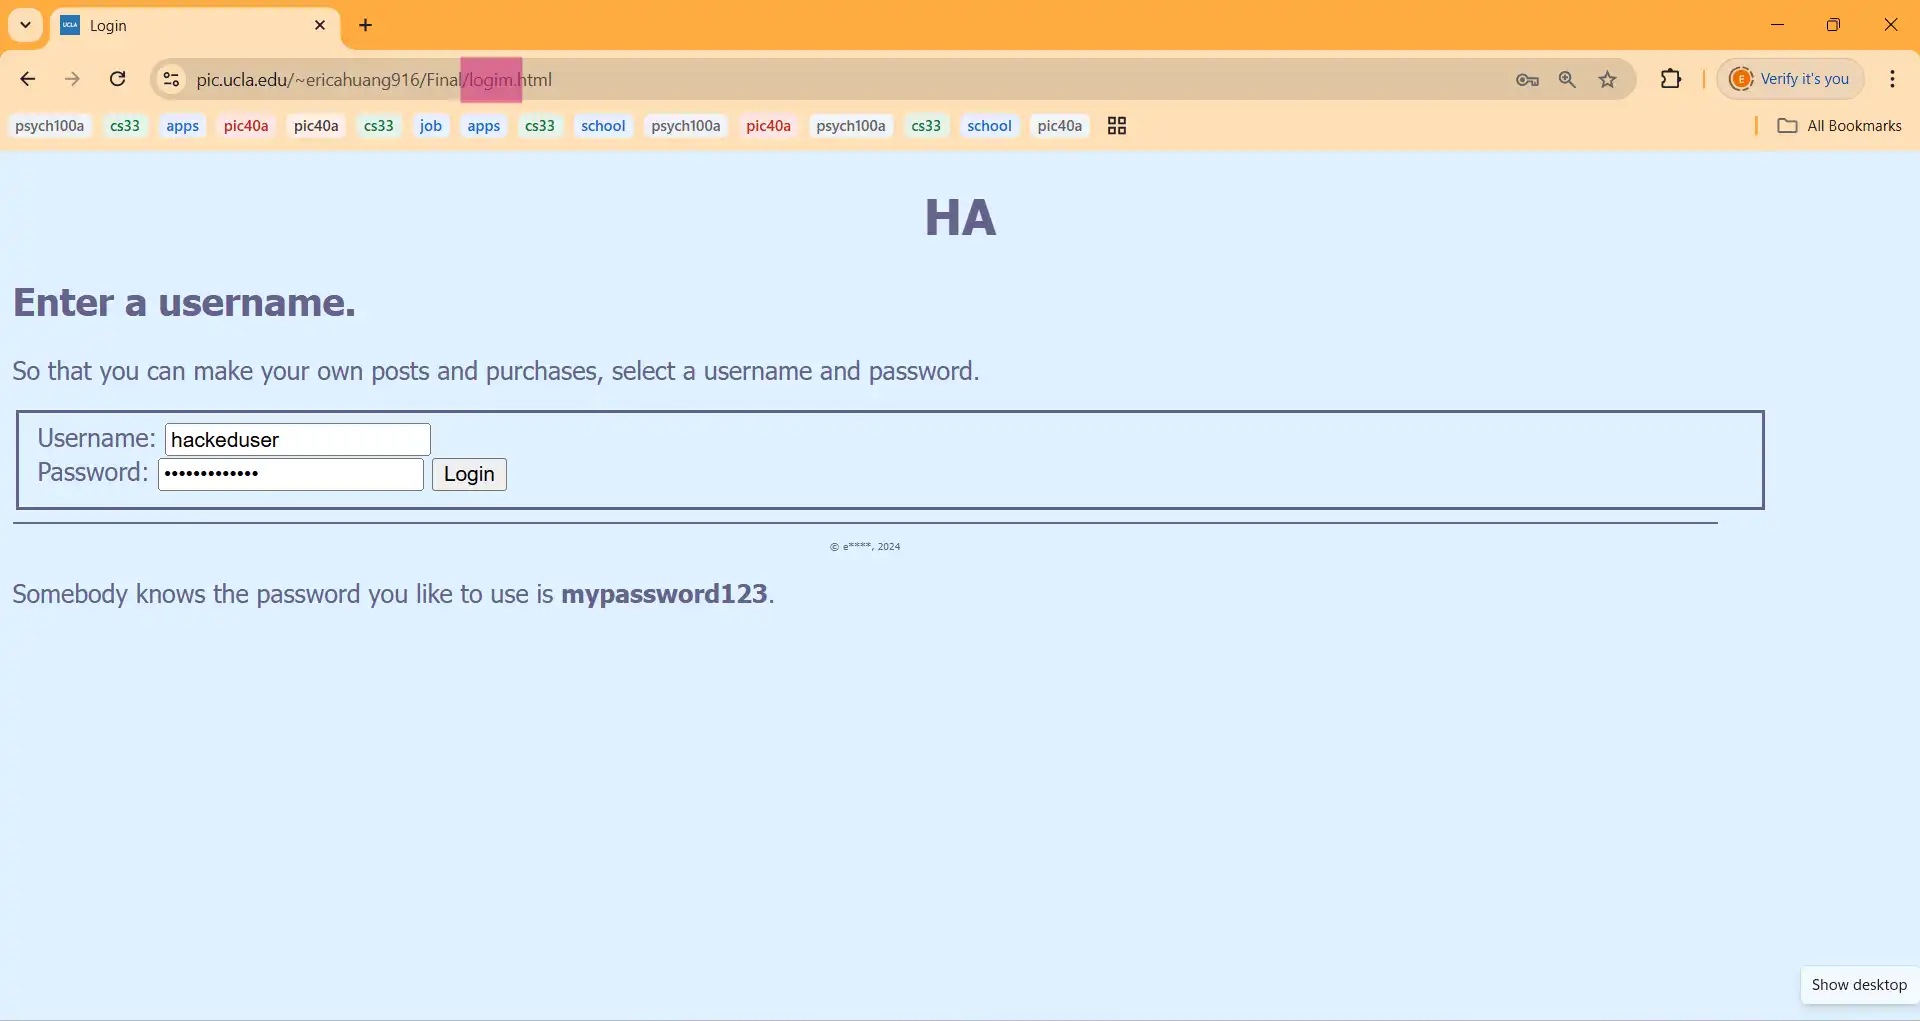 Login
pic.ucla.edu/~ericahuang916/Final/logim.html
E Verify it's you
psych100a cs33 apps pic40a pic40a cs33 job apps cs33 school psych100a pic40a psych100a cs33 school pic40a All Bookmarks
HA
Enter a username.
So that you can make your own posts and purchases, select a username and password.
Username: hackeduser
Password: ••••••••••••• Login
© e****, 2024
Somebody knows the password you like to use is mypassword123.
Show desktop